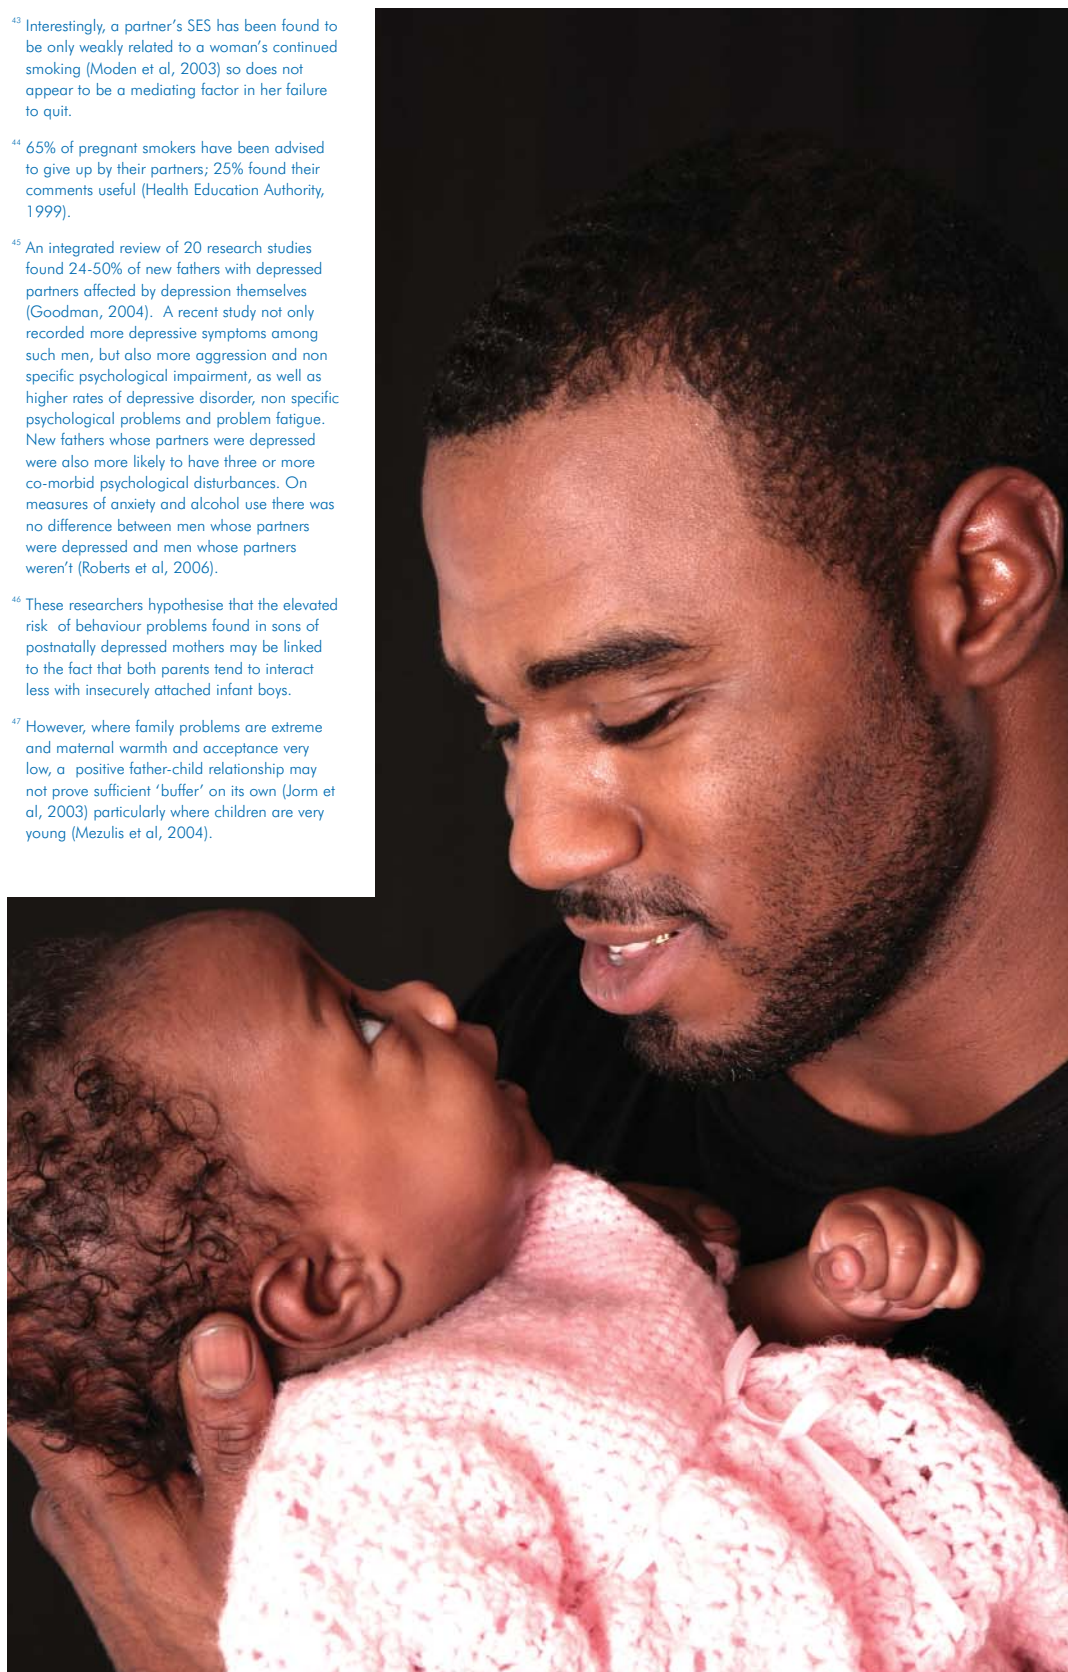 43 Interestingly, a partner's SES has been found to
be only weakly related to a woman's continued
smoking (Moden et al, 2003) so does not
appear to be a mediating factor in her failure
to quit.
44 65% of pregnant smokers have been advised
to give up by their partners; 25% found their
comments useful (Health Education Authority,
1999).
45 An integrated review of 20 research studies
found 24-50% of new fathers with depressed
partners affected by depression themselves
(Goodman, 2004).  A recent study not only
recorded more depressive symptoms among
such men, but also more aggression and non
specific psychological impairment, as well as
higher rates of depressive disorder, non specific
psychological problems and problem fatigue.
New fathers whose partners were depressed
were also more likely to have three or more
co-morbid psychological disturbances. On
measures of anxiety and alcohol use there was
no difference between men whose partners
were depressed and men whose partners
weren't (Roberts et al, 2006).
46 These researchers hypothesise that the elevated
risk  of behaviour problems found in sons of
postnatally depressed mothers may be linked
to the fact that both parents tend to interact
less with insecurely attached infant boys.
47 However, where family problems are extreme
and maternal warmth and acceptance very
low, a  positive father-child relationship may
not prove sufficient 'buffer' on its own (Jorm et
al, 2003) particularly where children are very
young (Mezulis et al, 2004).